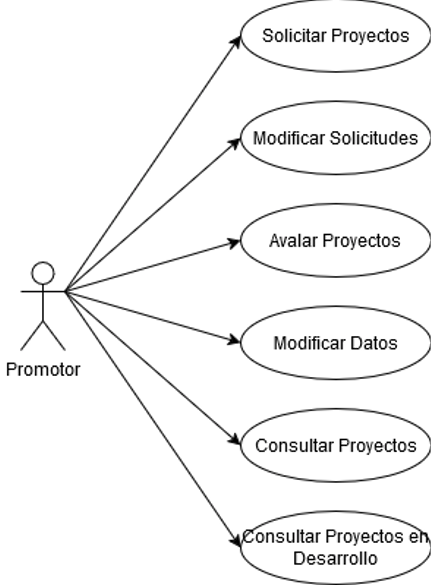 Solicitar Proyectos
Modificar Solicitudes
Avalar Proyectos
Modificar Datos
Promotor
Consultar Proyectos
Consultar Proyectos en
Desarrollo